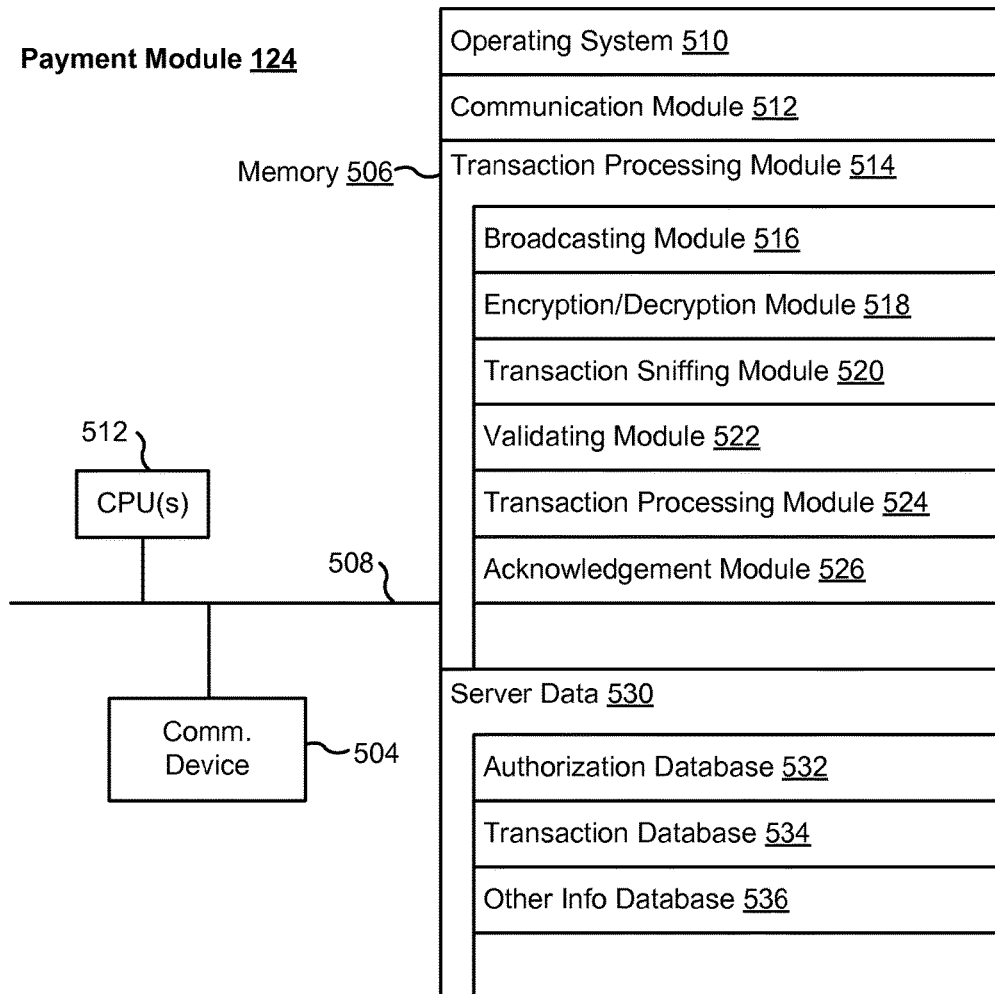 Payment Module 124
Operating System 510
Communication Module 512
Memory 506
Transaction Processing Module 514
Broadcasting Module 516
Encryption/Decryption Module 518
Transaction Sniffing Module 520
Validating Module 522
Transaction Processing Module 524
Acknowledgement Module 526
512
CPU(s)
508
Comm.
Device
504
Server Data 530
Authorization Database 532
Transaction Database 534
Other Info Database 536